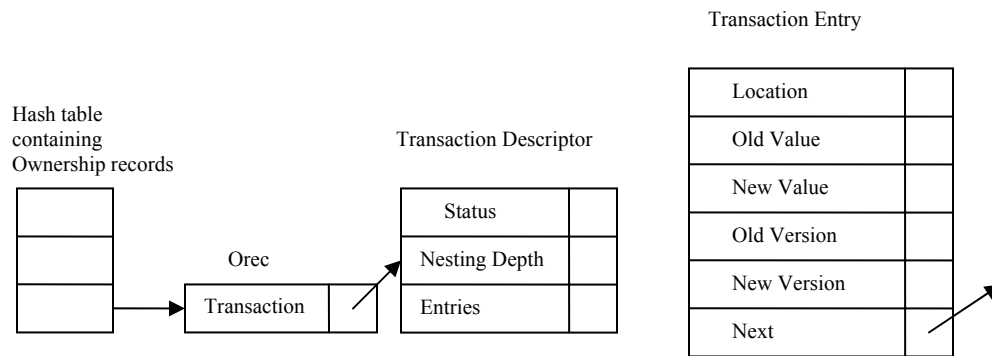 Transaction Entry
Hash table
containing
Ownership records
Transaction Descriptor
Orec
Transaction
Status
Nesting Depth
Entries
Location
Old Value
New Value
Old Version
New Version
Next